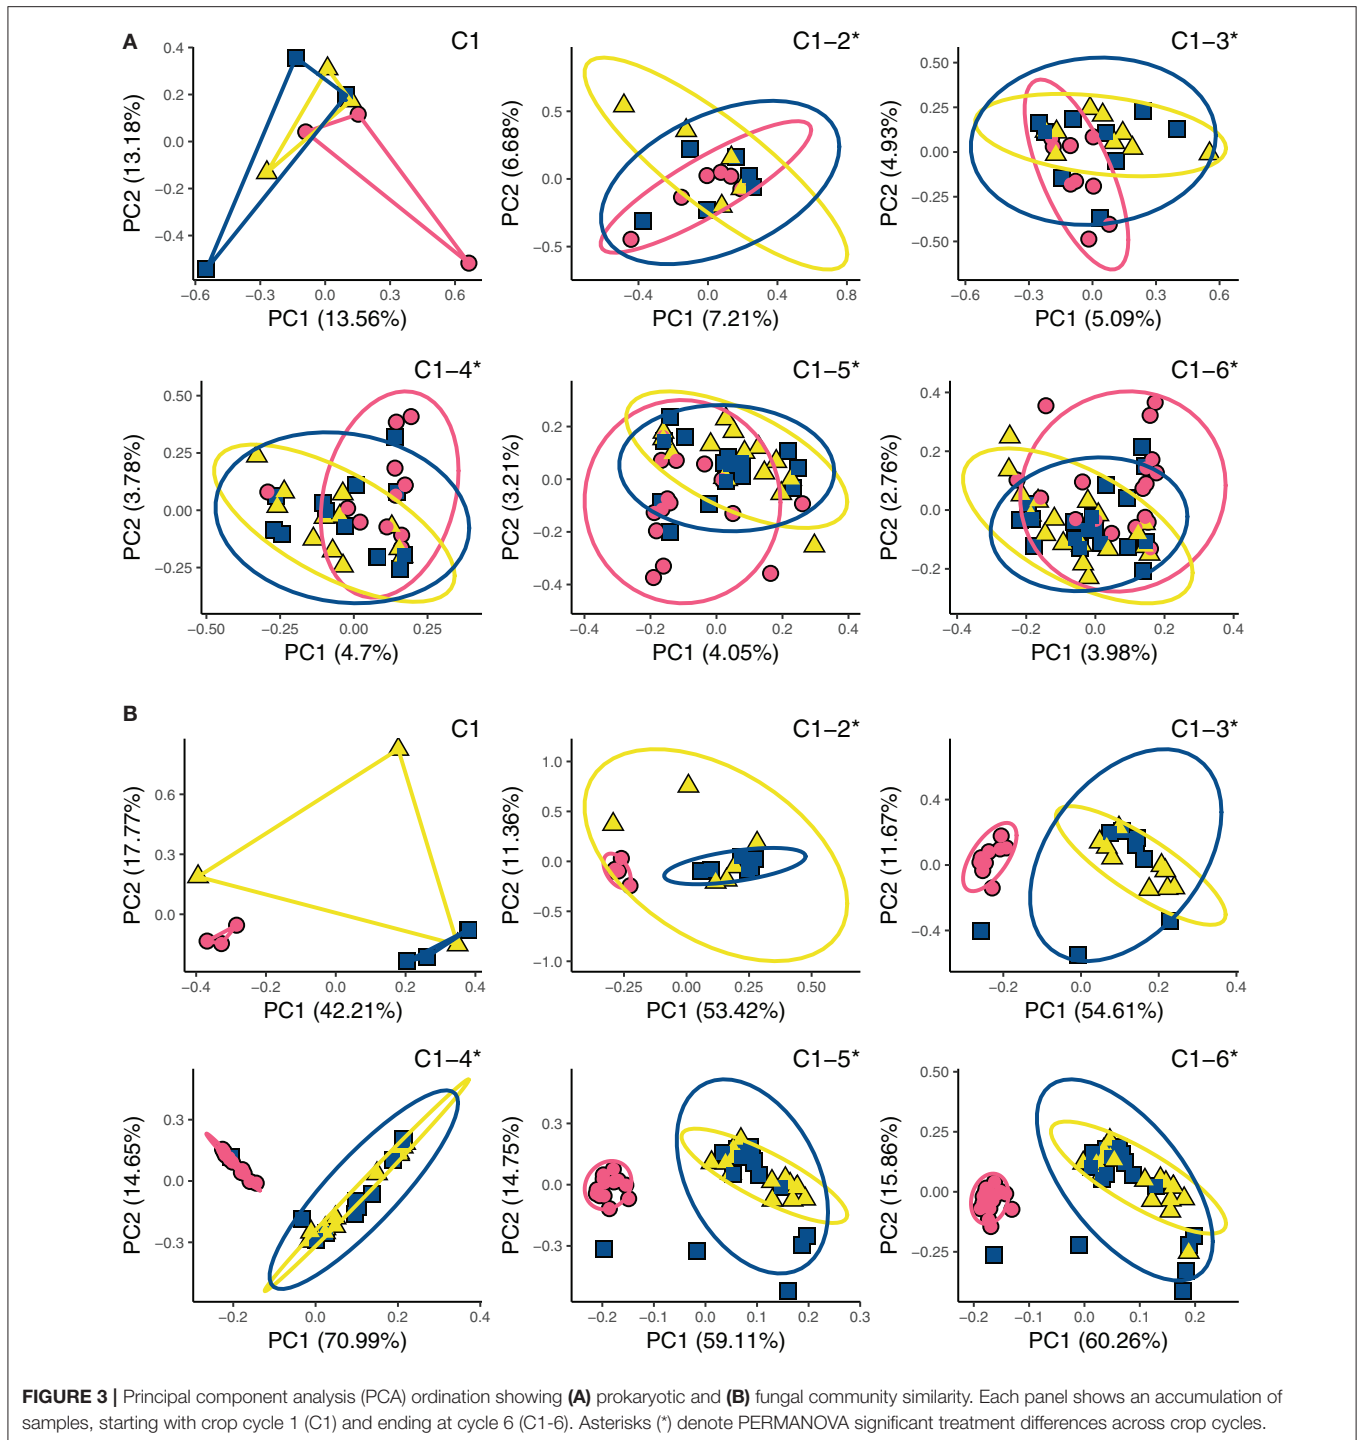 A
C1
PC2 (13.18%)
0.4
0.2
0.0
−0.2
−0.4
−0.6
−0.3
0.0
0.3
0.6
PC1 (13.56%)
C1−2*
PC2 (6.68%)
0.5
0.0
−0.5
−0.4
0.0
0.4
0.8
PC1 (7.21%)
C1−3*
PC2 (4.93%)
0.50
0.25
0.00
−0.25
−0.50
−0.6
−0.3
0.0
0.3
0.6
PC1 (5.09%)
C1−4*
PC2 (3.78%)
0.50
0.25
0.00
−0.25
−0.50
−0.25
0.00
0.25
PC1 (4.7%)
C1−5*
PC2 (3.21%)
0.2
0.0
−0.2
−0.4
−0.4
−0.2
0.0
0.2
0.4
PC1 (4.05%)
C1−6*
PC2 (2.76%)
0.4
0.2
0.0
−0.2
−0.4
−0.2
0.0
0.2
0.4
PC1 (3.98%)
B
C1
PC2 (17.77%)
0.6
0.3
0.0
−0.4
−0.2
0.0
0.2
0.4
PC1 (42.21%)
C1−2*
PC2 (11.36%)
1.0
0.5
0.0
−0.5
−1.0
−0.25
0.00
0.25
0.50
PC1 (53.42%)
C1−3*
PC2 (11.67%)
0.4
0.0
−0.4
−0.2
0.0
0.2
0.4
PC1 (54.61%)
C1−4*
PC2 (14.65%)
0.3
0.0
−0.3
−0.2
0.0
0.2
0.4
PC1 (70.99%)
C1−5*
PC2 (14.75%)
0.3
0.0
−0.3
−0.2
−0.1
0.0
0.1
0.2
0.3
PC1 (59.11%)
C1−6*
PC2 (15.86%)
0.50
0.25
0.00
−0.25
−0.2
−0.1
0.0
0.1
0.2
PC1 (60.26%)
FIGURE 3 | Principal component analysis (PCA) ordination showing (A) prokaryotic and (B) fungal community similarity. Each panel shows an accumulation of
samples, starting with crop cycle 1 (C1) and ending at cycle 6 (C1-6). Asterisks (*) denote PERMANOVA significant treatment differences across crop cycles.